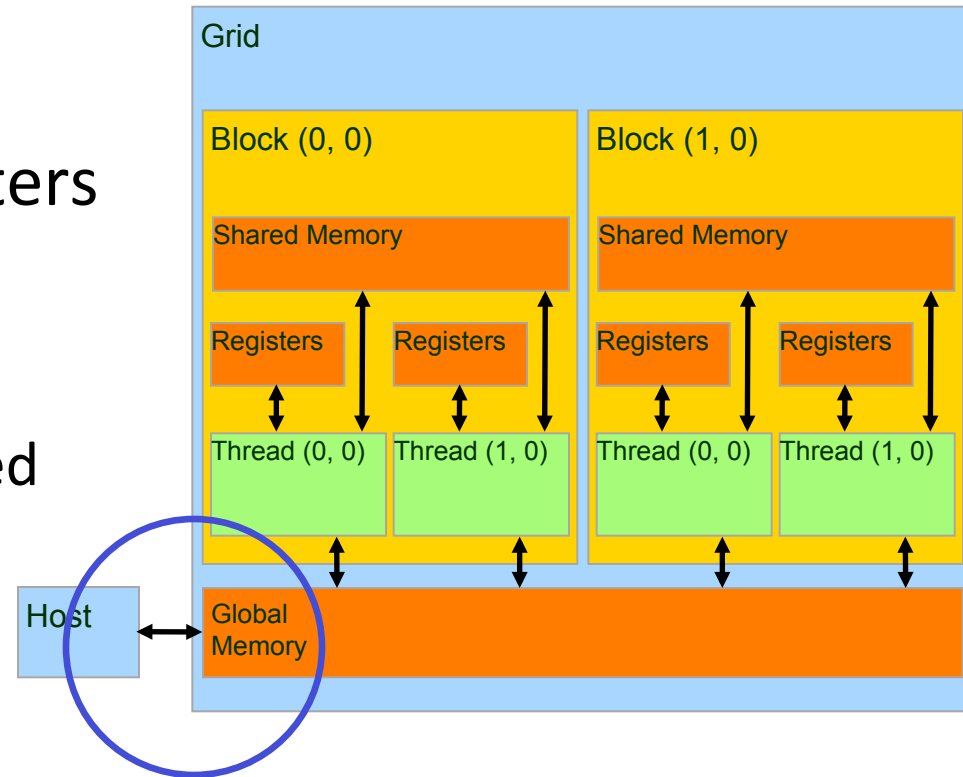 Grid
Block (0, 0)
Block (1, 0)
ters
Shared Memory
Shared Memory
Registers
Registers
Registers
Registers
ed
Thread (0, 0)
Thread (1, 0)
Thread (0, 0)
Thread (1, 0)
Host
Global
Memory